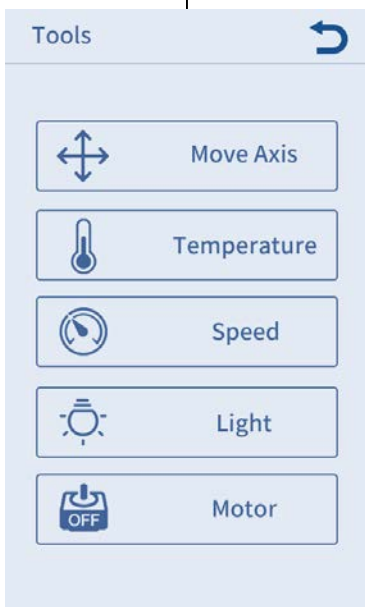 Tools
Move Axis
Temperature
Speed
Light
OFF
Motor